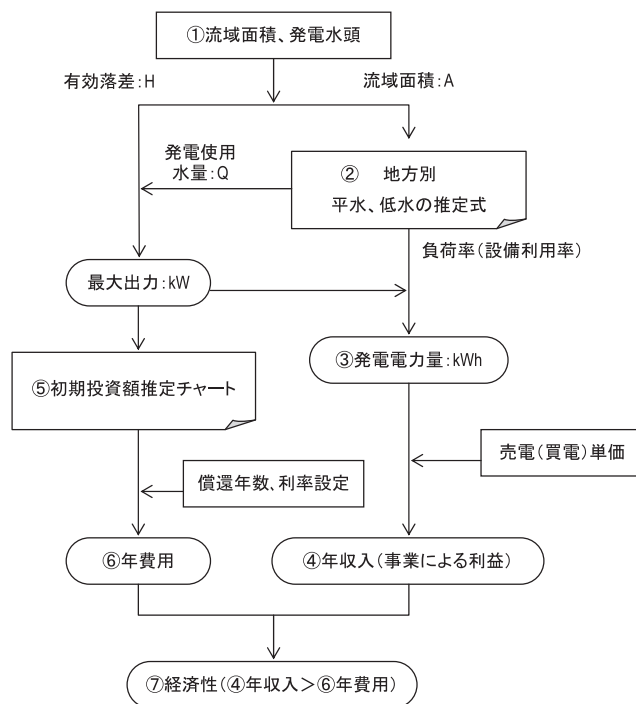 ①流域面積、発電水頭
有効落差:H
流域面積:A
発電使用
水量:Q
② 地方別
平水、低水の推定式
負荷率(設備利用率)
最大出力:kW
③発電電力量:kWh
⑤初期投資額推定チャート
売電(買電)単価
償還年数、利率設定
⑥年費用
④年収入(事業による利益)
⑦経済性(④年収入>⑥年費用)